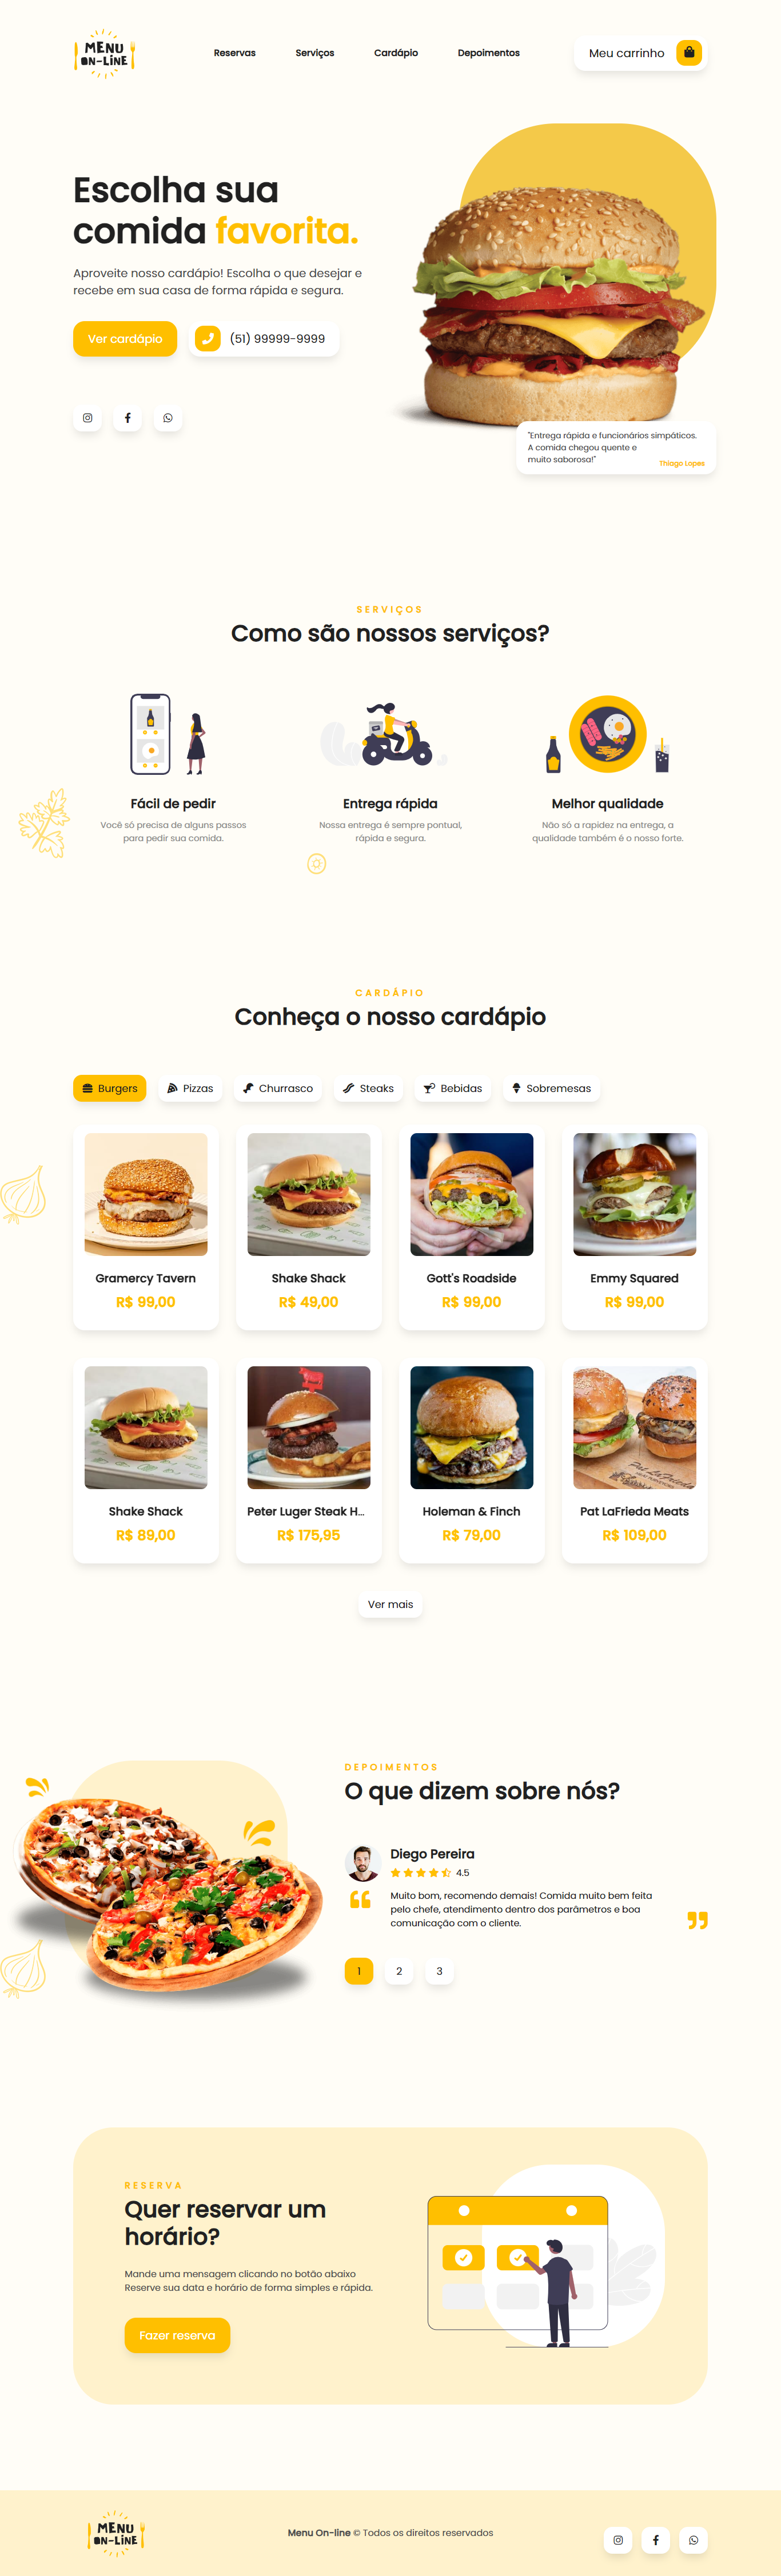 MENU
ON-LINE
Reservas
Serviços
Cardápio
Depoimentos
Meu carrinho
Escolha sua
comida favorita.
Aproveite nosso cardápio! Escolha o que desejar e
recebe em sua casa de forma rápida e segura.
Ver cardápio
(51) 99999-9999
"Entrega rápida e funcionários simpáticos.
A comida chegou quente e
muito saborosa!"
Thiago Lopes
SERVIÇOS
Como são nossos serviços?
Fácil de pedir
Você só precisa de alguns passos
para pedir sua comida.
Entrega rápida
Nossa entrega é sempre pontual,
rápida e segura.
Melhor qualidade
Não só a rapidez na entrega, a
qualidade também é o nosso forte.
CARDÁPIO
Conheça o nosso cardápio
Burgers
Pizzas
Churrasco
Steaks
Bebidas
Sobremesas
Gramercy Tavern
R$ 99,00
Shake Shack
R$ 49,00
Gott's Roadside
R$ 99,00
Emmy Squared
R$ 99,00
Shake Shack
R$ 89,00
Peter Luger Steak H...
R$ 175,95
Holeman & Finch
R$ 79,00
Pat LaFrieda Meats
R$ 109,00
Ver mais
DEPOIMENTOS
O que dizem sobre nós?
Diego Pereira
4.5
Muito bom, recomendo demais! Comida muito bem feita
pelo chefe, atendimento dentro dos parâmetros e boa
comunicação com o cliente.
1
2
3
RESERVA
Quer reservar um
horário?
Mande uma mensagem clicando no botão abaixo
Reserve sua data e horário de forma simples e rápida.
Fazer reserva
MENU
ON-LINE
Menu On-line © Todos os direitos reservados